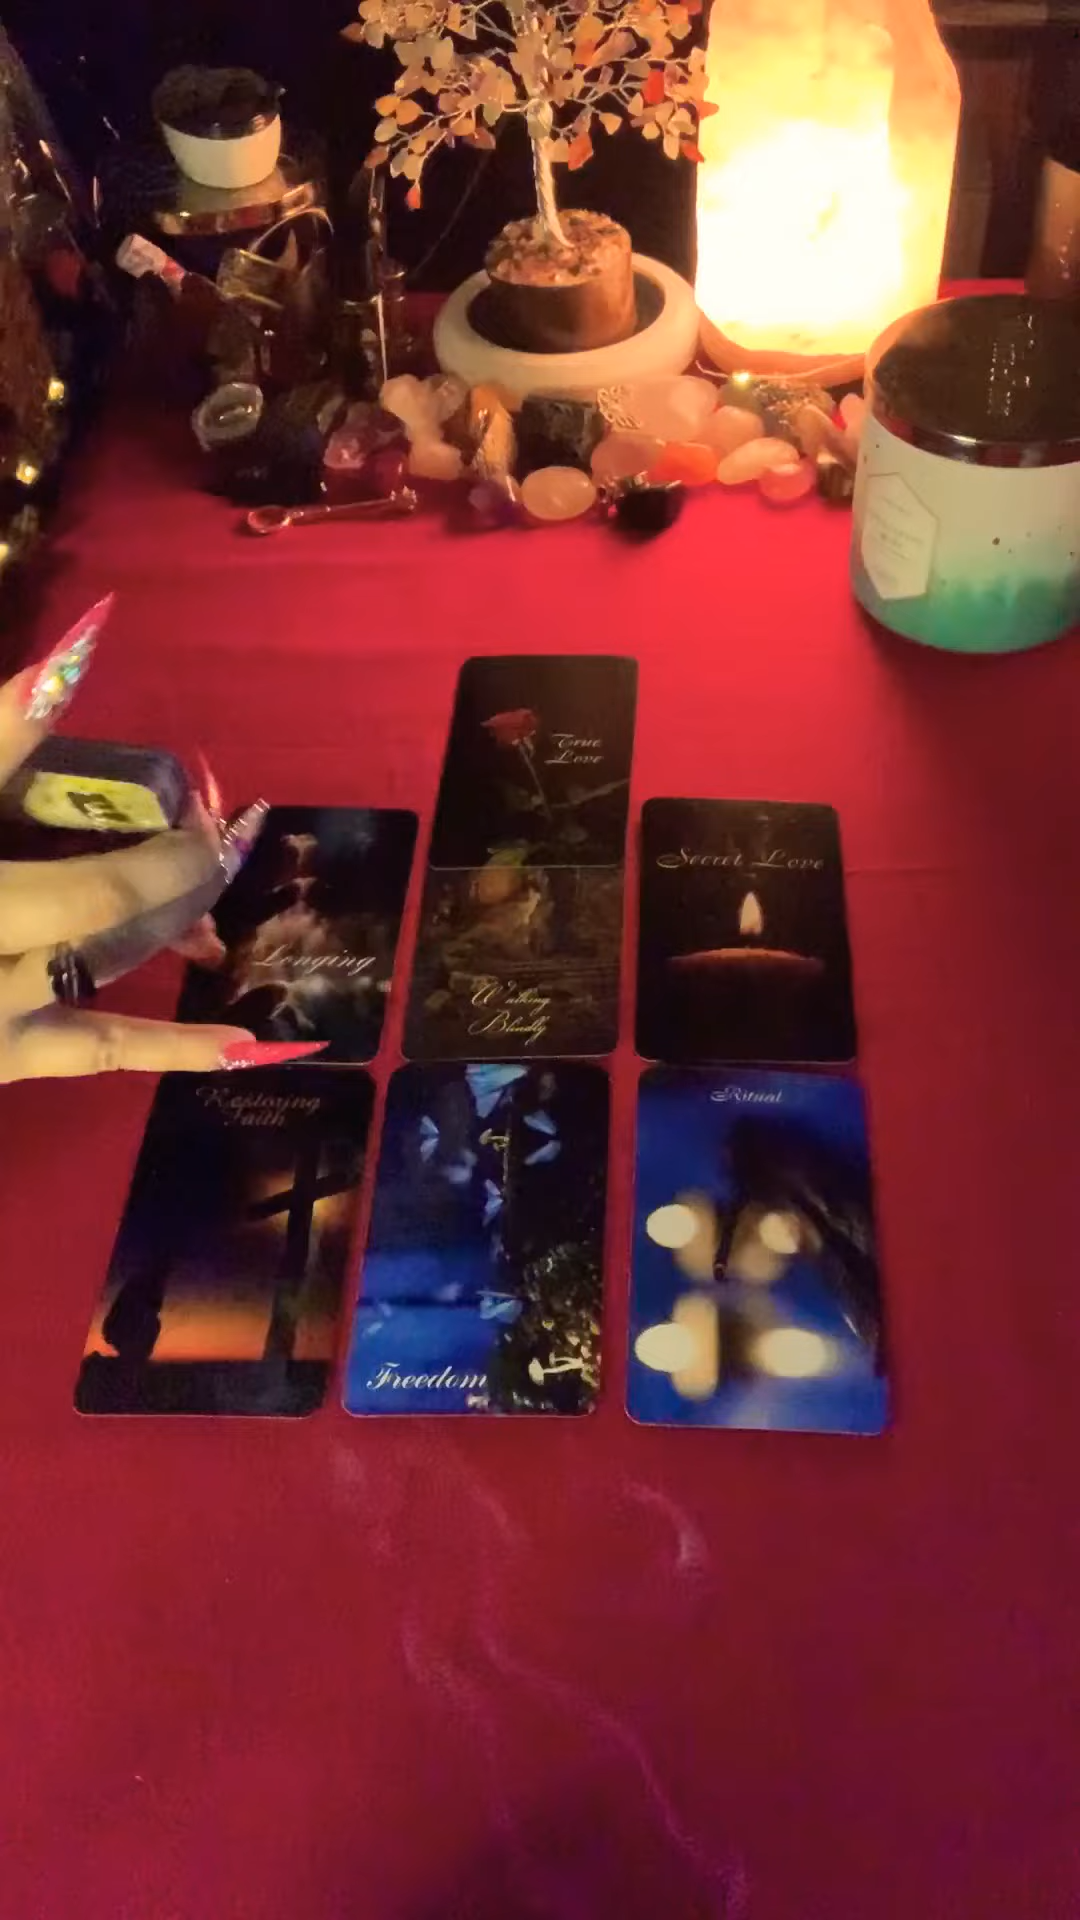 True
Love
Longing
Walking
Blindly
Secret Love
Restoring
Faith
Freedom
Ritual